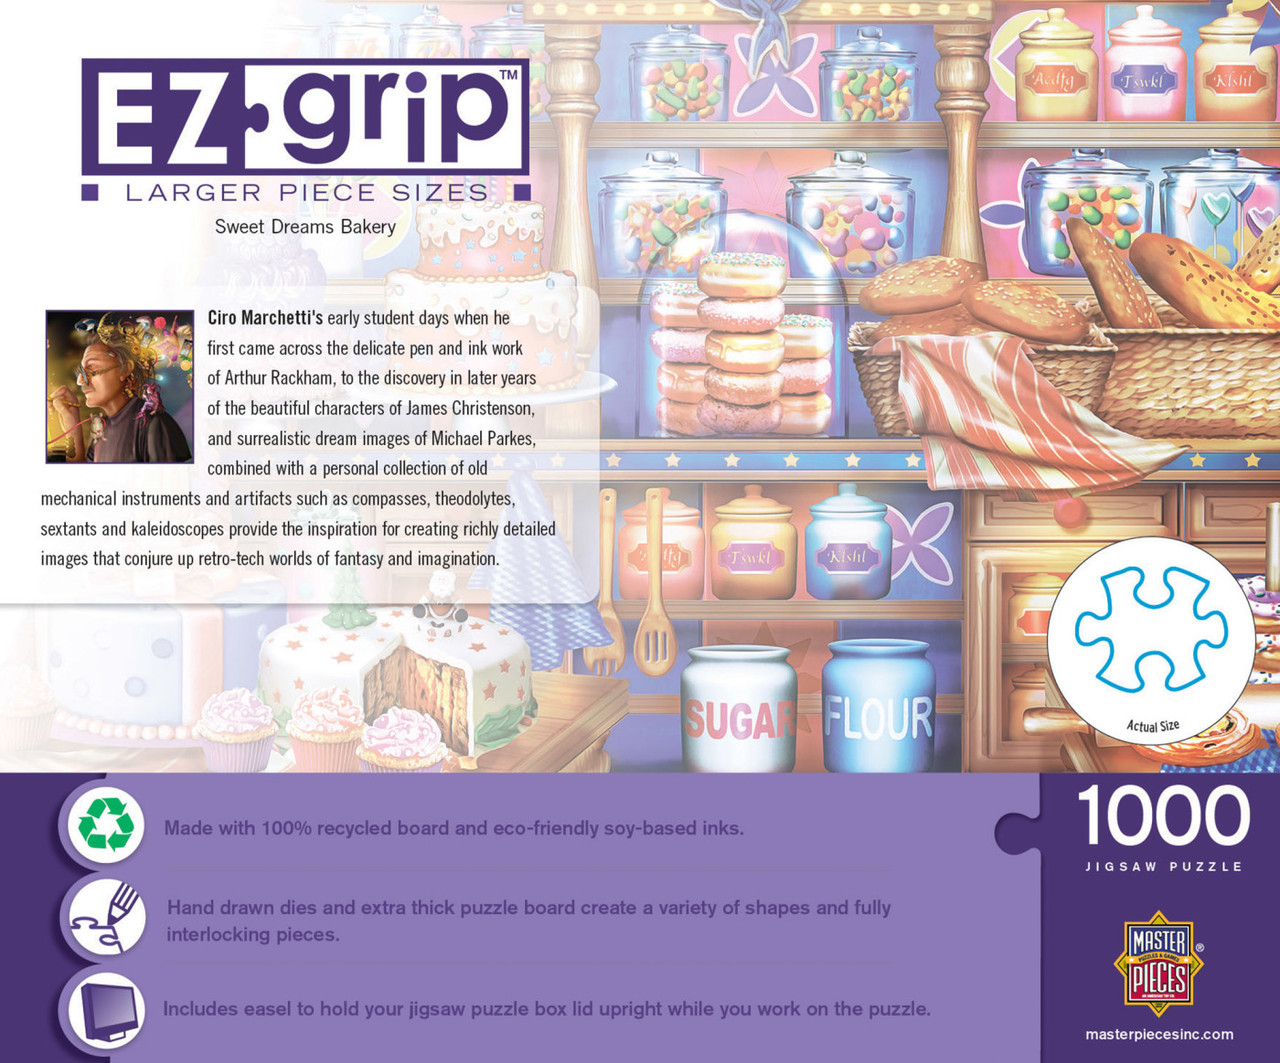 EZ grip™
LARGER PIECE SIZES
Sweet Dreams Bakery
Ciro Marchetti's early student days when he
first came across the delicate pen and ink work
of Arthur Rackham, to the discovery in later years
of the beautiful characters of James Christenson,
and surrealistic dream images of Michael Parkes,
combined with a personal collection of old
mechanical instruments and artifacts such as compasses, theodolytes,
sextants and kaleidoscopes provide the inspiration for creating richly detailed
images that conjure up retro-tech worlds of fantasy and imagination.
Acdfg
Tswkl
Klshl
Acdfg
Tswkl
Klshl
SUGAR
FLOUR
Actual Size
Made with 100% recycled board and eco-friendly soy-based inks.
Hand drawn dies and extra thick puzzle board create a variety of shapes and fully
interlocking pieces.
Includes easel to hold your jigsaw puzzle box lid upright while you work on the puzzle.
1000
JIGSAW PUZZLE
MASTER
PUZZLES & GAMES
PIECES
®
masterpiecesinc.com